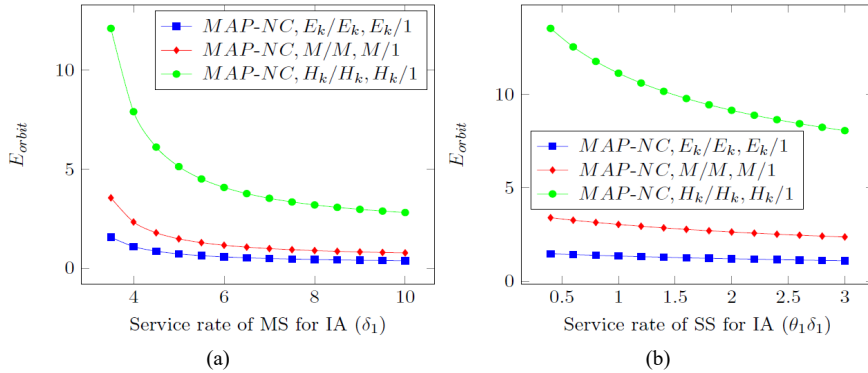 MAP-NC, E_k/E_k, E_k/1
MAP-NC, M/M, M/1
MAP-NC, H_k/H_k, H_k/1
10
5
0
E_orbit
4
6
8
10
Service rate of MS for IA (δ_1)
(a)
MAP-NC, E_k/E_k, E_k/1
MAP-NC, M/M, M/1
MAP-NC, H_k/H_k, H_k/1
10
5
0
E_orbit
0.5
1
1.5
2
2.5
3
Service rate of SS for IA (θ_1δ_1)
(b)